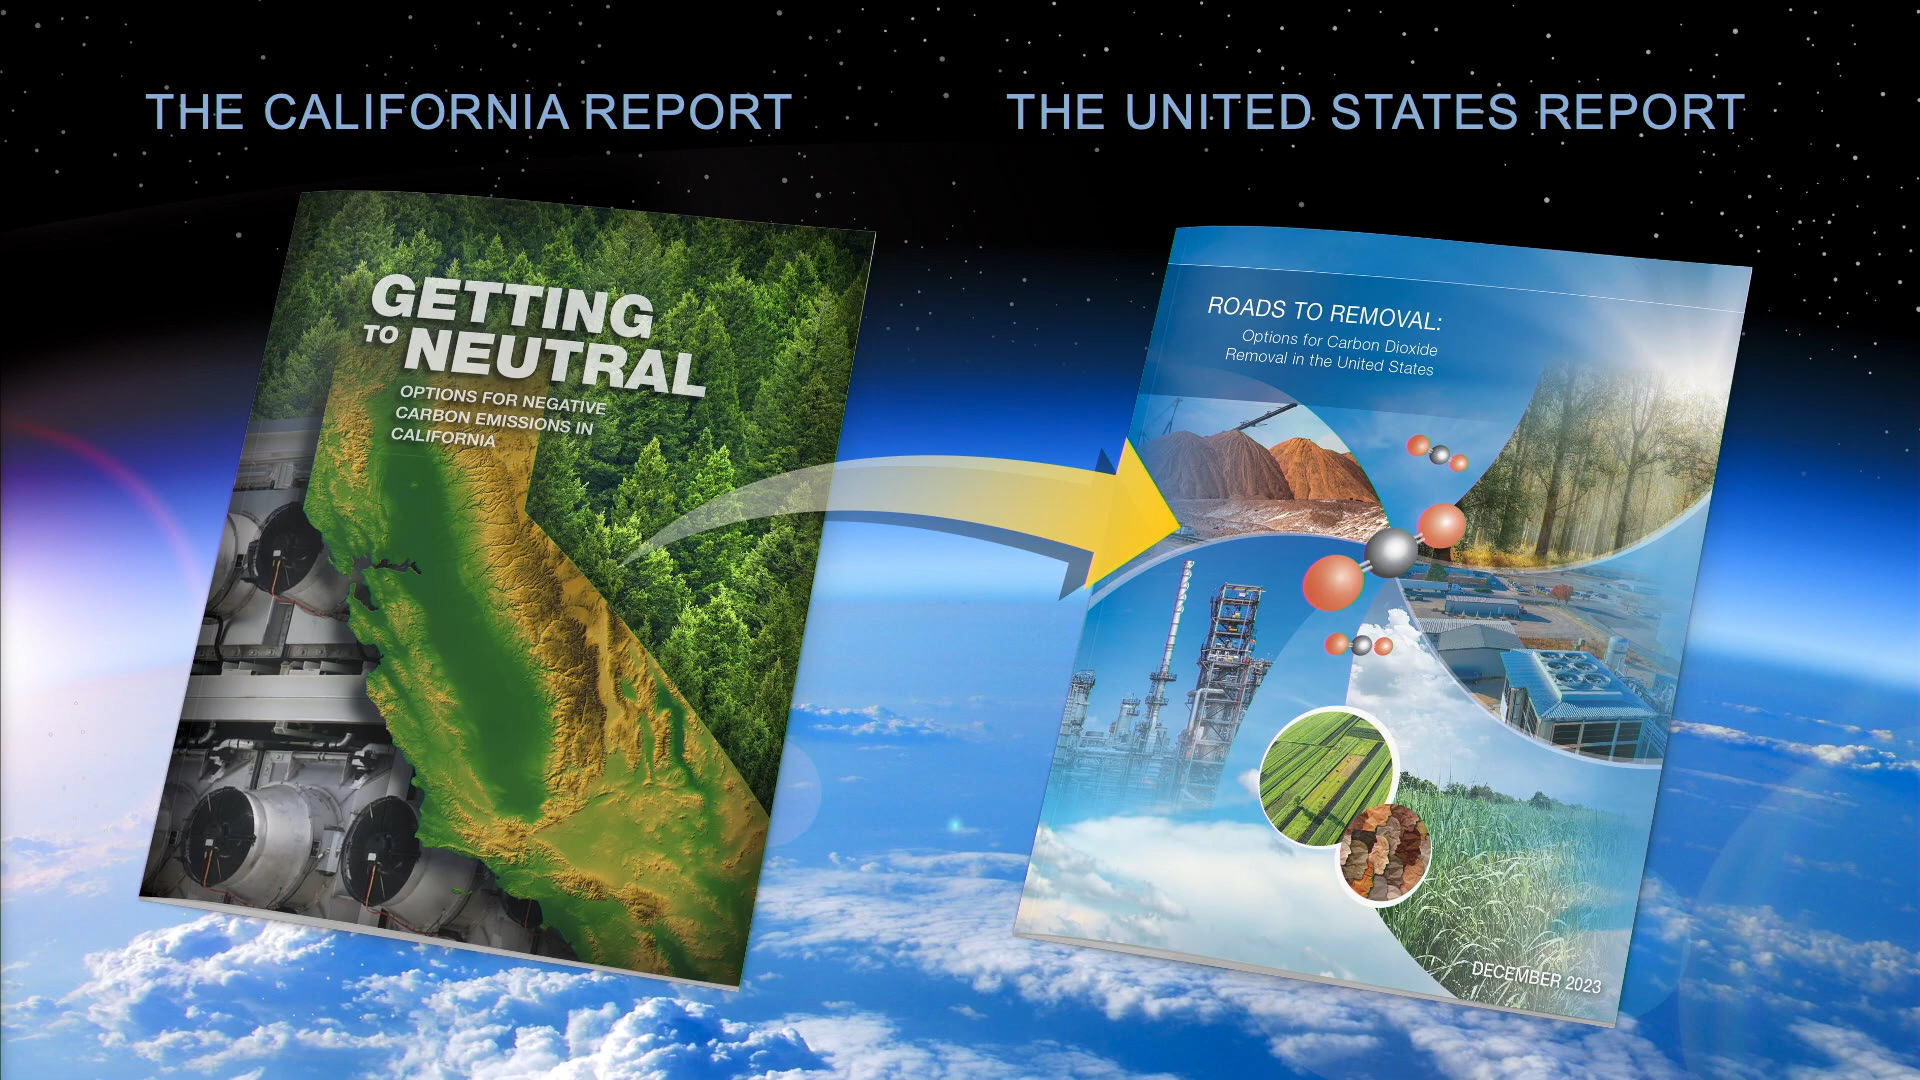 THE CALIFORNIA REPORT
THE UNITED STATES REPORT
GETTING
TO NEUTRAL
OPTIONS FOR NEGATIVE
CARBON EMISSIONS IN
CALIFORNIA
ROADS TO REMOVAL:
Options for Carbon Dioxide
Removal in the United States
DECEMBER 2023